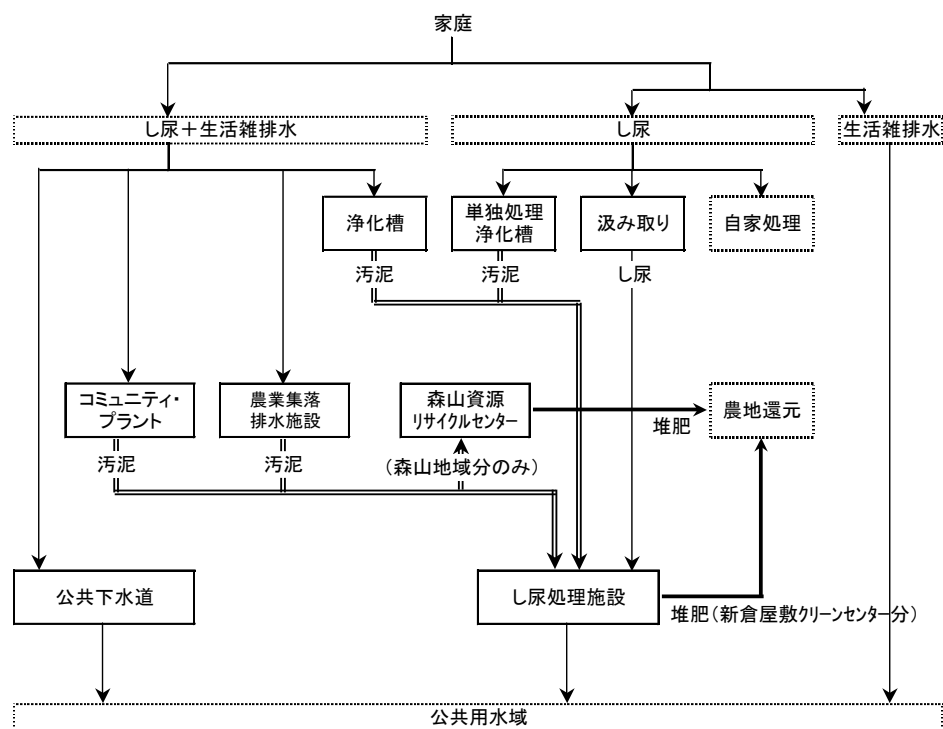 家庭
し尿＋生活雑排水
し尿
生活雑排水
浄化槽
単独処理
浄化槽
汲み取り
自家処理
汚泥
汚泥
し尿
コミュニティ・
プラント
農業集落
排水施設
森山資源
リサイクルセンター
農地還元
堆肥
汚泥
汚泥
（森山地域分のみ）
公共下水道
し尿処理施設
堆肥（新倉屋敷クリーンセンター分）
公共用水域